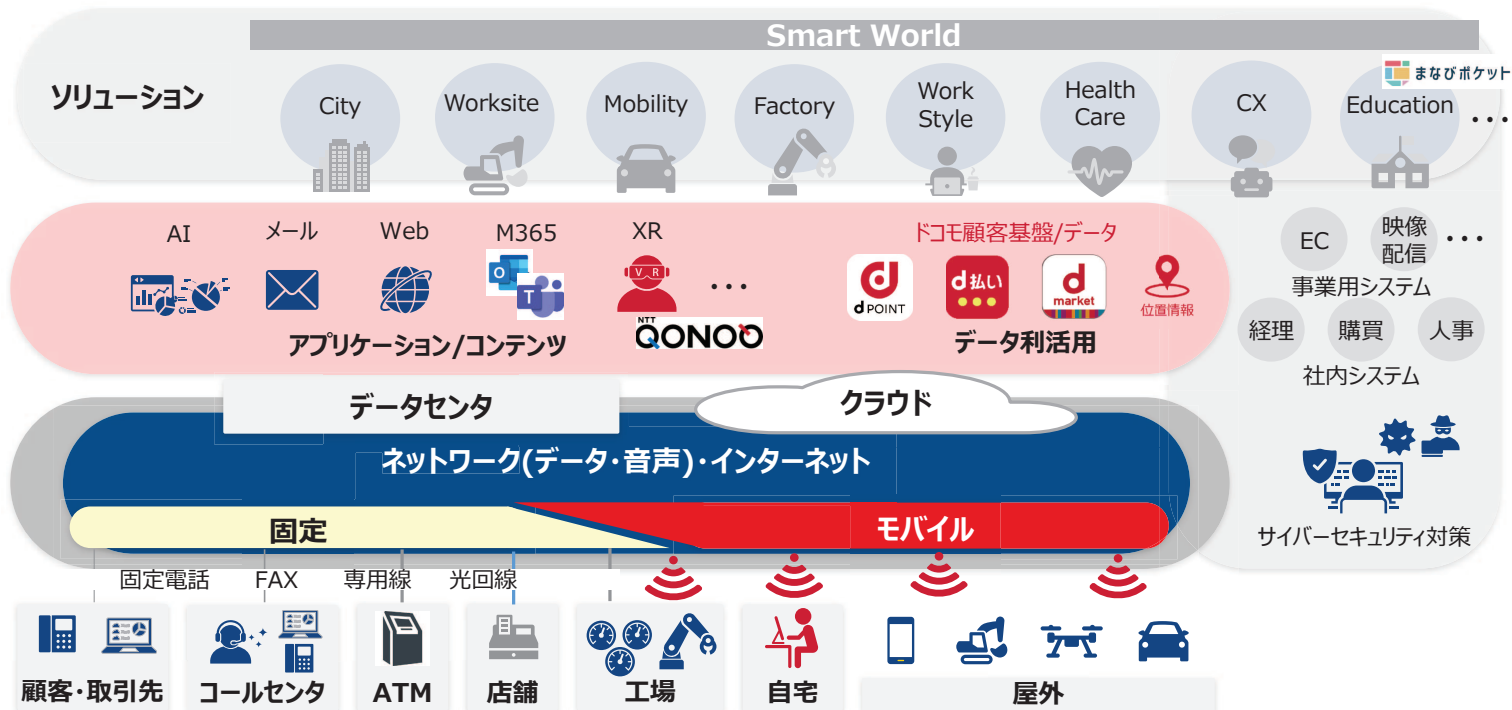 Smart World
ソリューション
City
Worksite
Mobility
Factory
Work
Style
Health
Care
CX
まなびポケット
Education
・・・
AI
メール
Web
M365
XR
VR
NTT
QONOQ
・・・
アプリケーション/コンテンツ
ドコモ顧客基盤/データ
d POINT
d払い
d
market
位置情報
データ利活用
EC
映像
配信
・・・
事業用システム
経理
購買
人事
社内システム
サイバーセキュリティ対策
データセンタ
クラウド
ネットワーク(データ・音声)・インターネット
固定
モバイル
固定電話
FAX
専用線
光回線
顧客・取引先
コールセンタ
ATM
店舗
工場
自宅
屋外